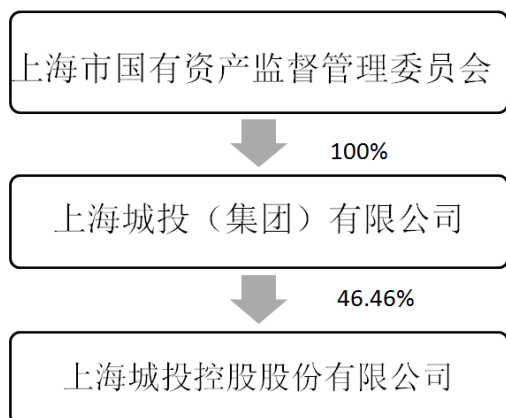 上海市国有资产监督管理委员会
100%
上海城投（集团）有限公司
46.46%
上海城投控股股份有限公司